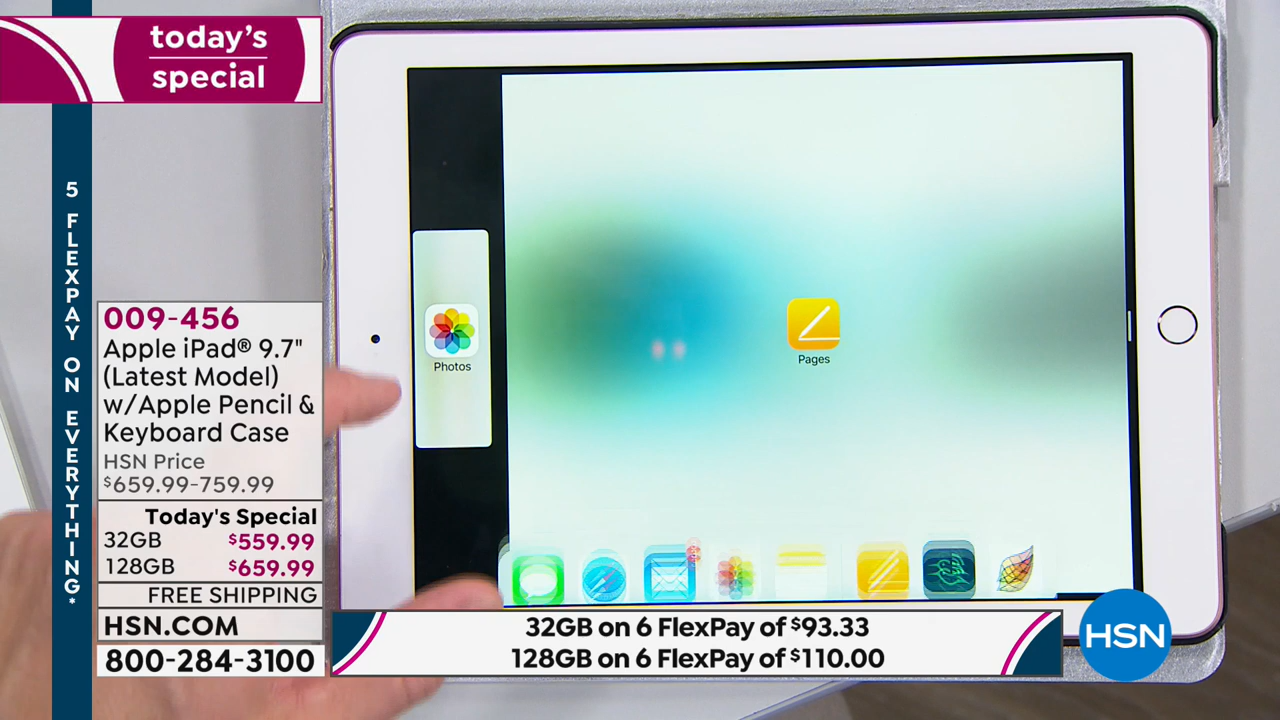 today's
special
5 FLEXPAY ON EVERYTHING*
009-456
Apple iPad® 9.7"
(Latest Model)
w/Apple Pencil &
Keyboard Case
HSN Price
$659.99-759.99
Today's Special
32GB $559.99
128GB $659.99
FREE SHIPPING
HSN.COM
800-284-3100
Photos
Pages
32GB on 6 FlexPay of $93.33
128GB on 6 FlexPay of $110.00
HSN